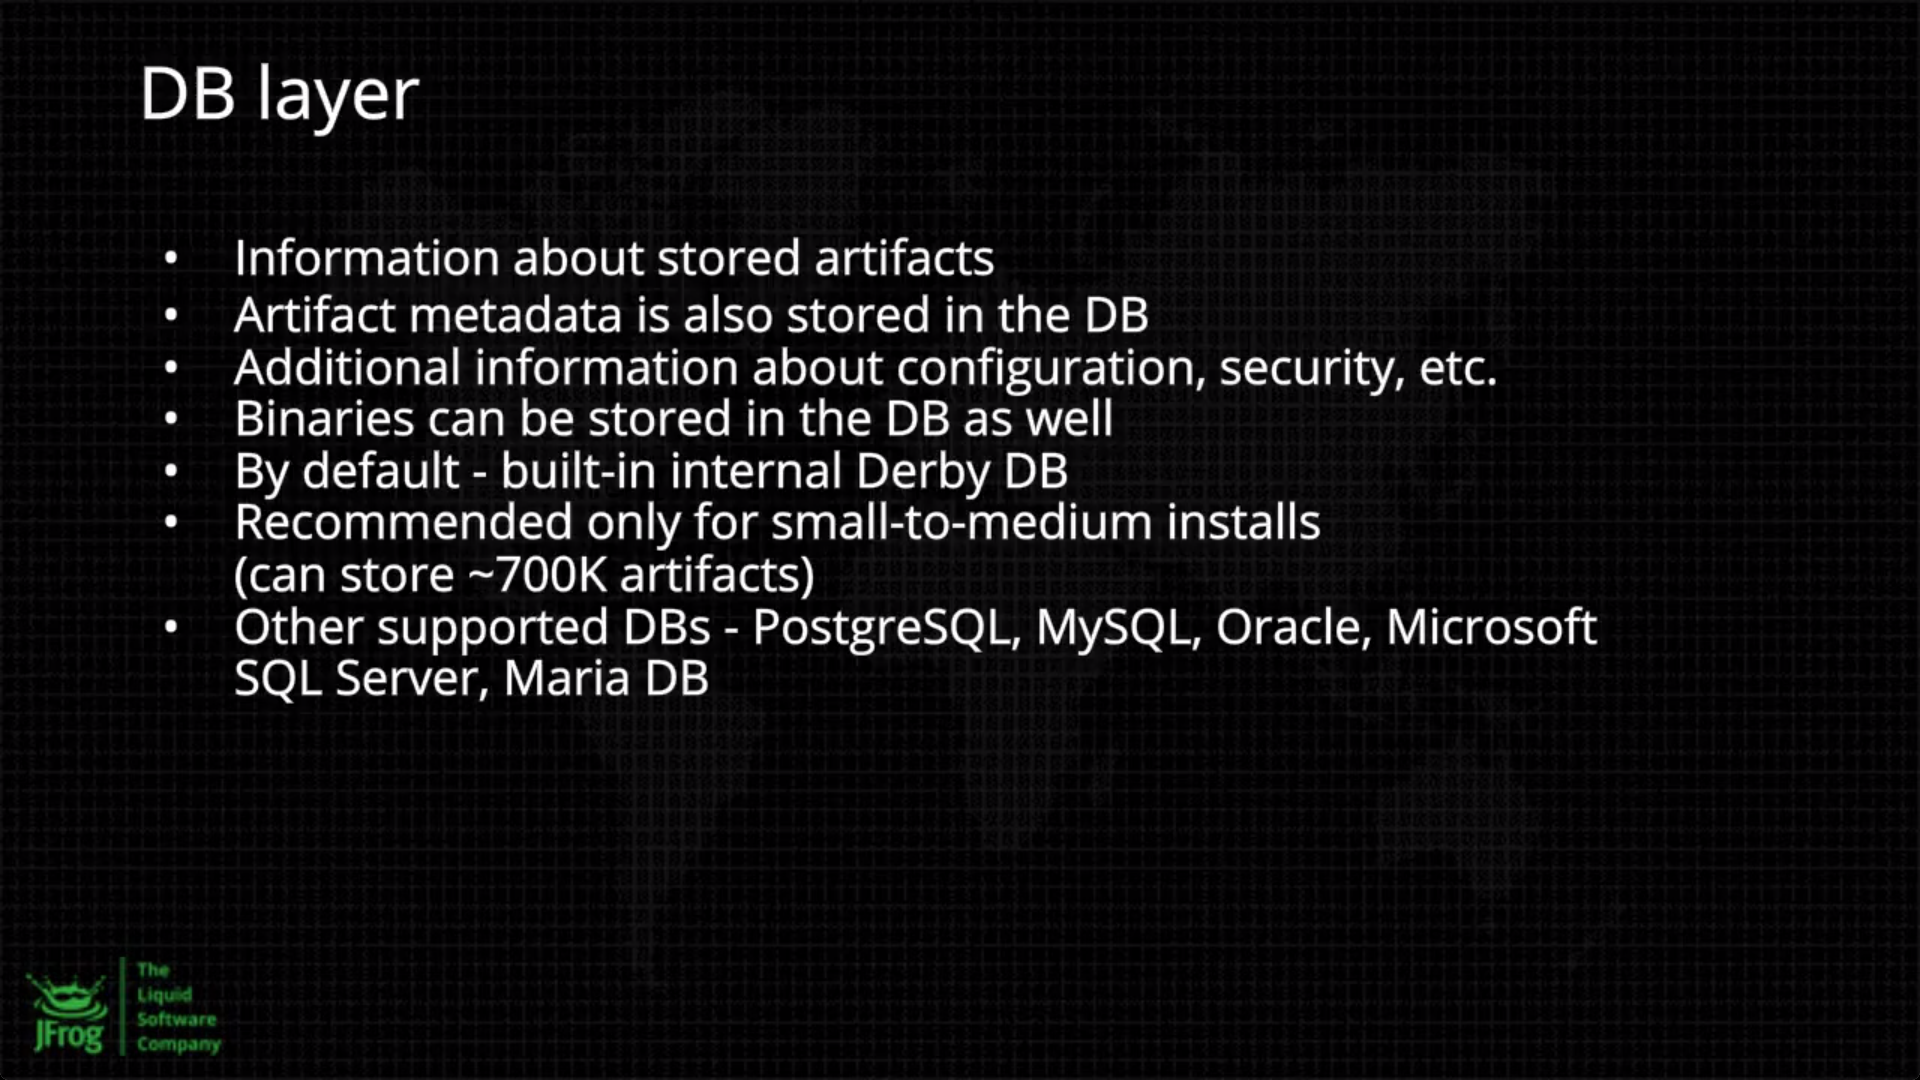 DB layer
• Information about stored artifacts
• Artifact metadata is also stored in the DB
• Additional information about configuration, security, etc.
• Binaries can be stored in the DB as well
• By default - built-in internal Derby DB
• Recommended only for small-to-medium installs
(can store ~700K artifacts)
• Other supported DBs - PostgreSQL, MySQL, Oracle, Microsoft
SQL Server, Maria DB
JFrog
The
Liquid
Software
Company